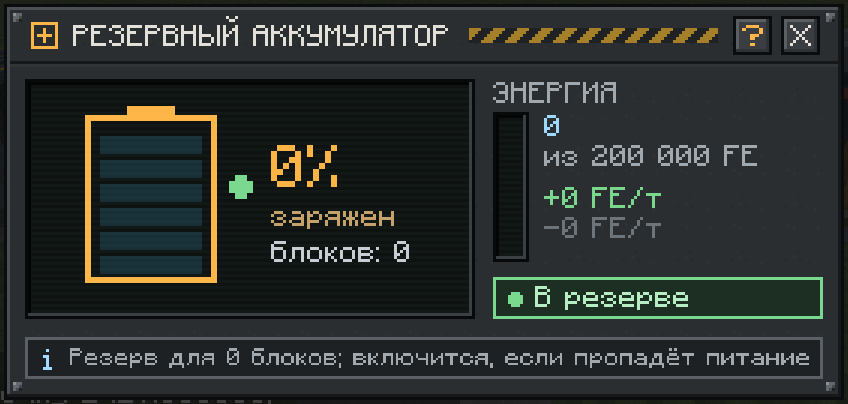 РЕЗЕРВНЫЙ АККУМУЛЯТОР
?
X
0%
заряжен
блоков: 0
ЭНЕРГИЯ
0
из 200 000 FE
+0 FE/т
-0 FE/т
В резерве
i Резерв для 0 блоков; включится, если пропадёт питание